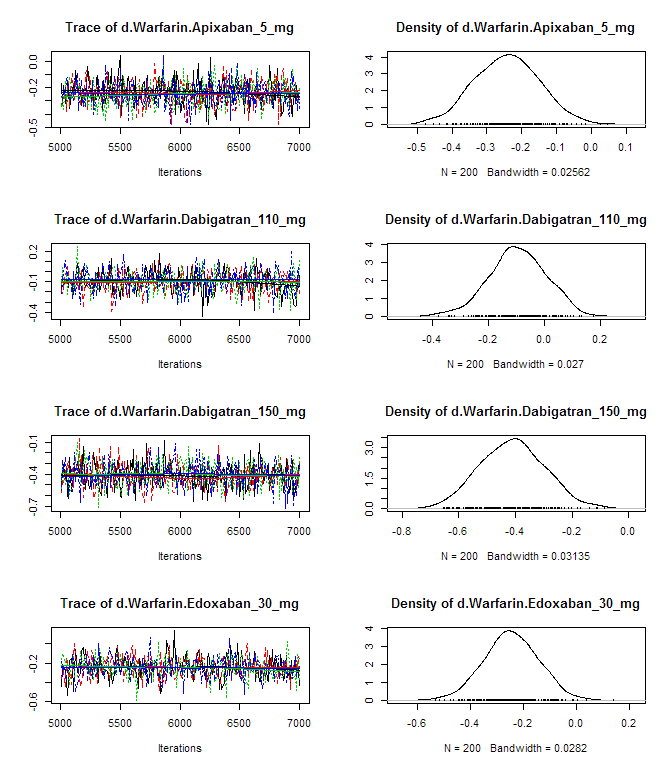 Trace of d.Warfarin.Apixaban_5_mg
0.0
-0.2
-0.5
5000 5500 6000 6500 7000
Iterations
Density of d.Warfarin.Apixaban_5_mg
4
3
2
1
0
-0.5 -0.4 -0.3 -0.2 -0.1 0.0 0.1
N = 200 Bandwidth = 0.02562
Trace of d.Warfarin.Dabigatran_110_mg
0.2
-0.1
-0.4
5000 5500 6000 6500 7000
Iterations
Density of d.Warfarin.Dabigatran_110_mg
4
3
2
1
0
-0.4 -0.2 0.0 0.2
N = 200 Bandwidth = 0.027
Trace of d.Warfarin.Dabigatran_150_mg
-0.1
-0.4
-0.7
5000 5500 6000 6500 7000
Iterations
Density of d.Warfarin.Dabigatran_150_mg
3.0
1.5
0.0
-0.8 -0.6 -0.4 -0.2 0.0
N = 200 Bandwidth = 0.03135
Trace of d.Warfarin.Edoxaban_30_mg
-0.2
-0.6
5000 5500 6000 6500 7000
Iterations
Density of d.Warfarin.Edoxaban_30_mg
4
3
2
1
0
-0.6 -0.4 -0.2 0.0 0.2
N = 200 Bandwidth = 0.0282